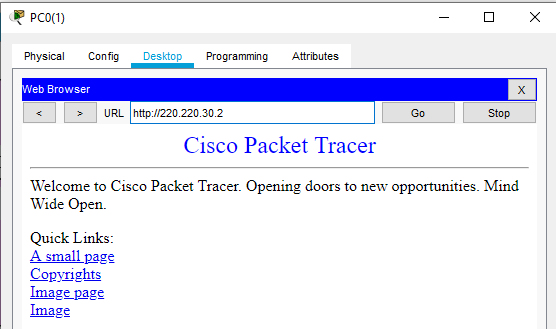 PC0(1)
Physical Config Desktop Programming Attributes
Web Browser X
< > URL http://220.220.30.2 Go Stop
Cisco Packet Tracer
Welcome to Cisco Packet Tracer. Opening doors to new opportunities. Mind
Wide Open.
Quick Links:
A small page
Copyrights
Image page
Image